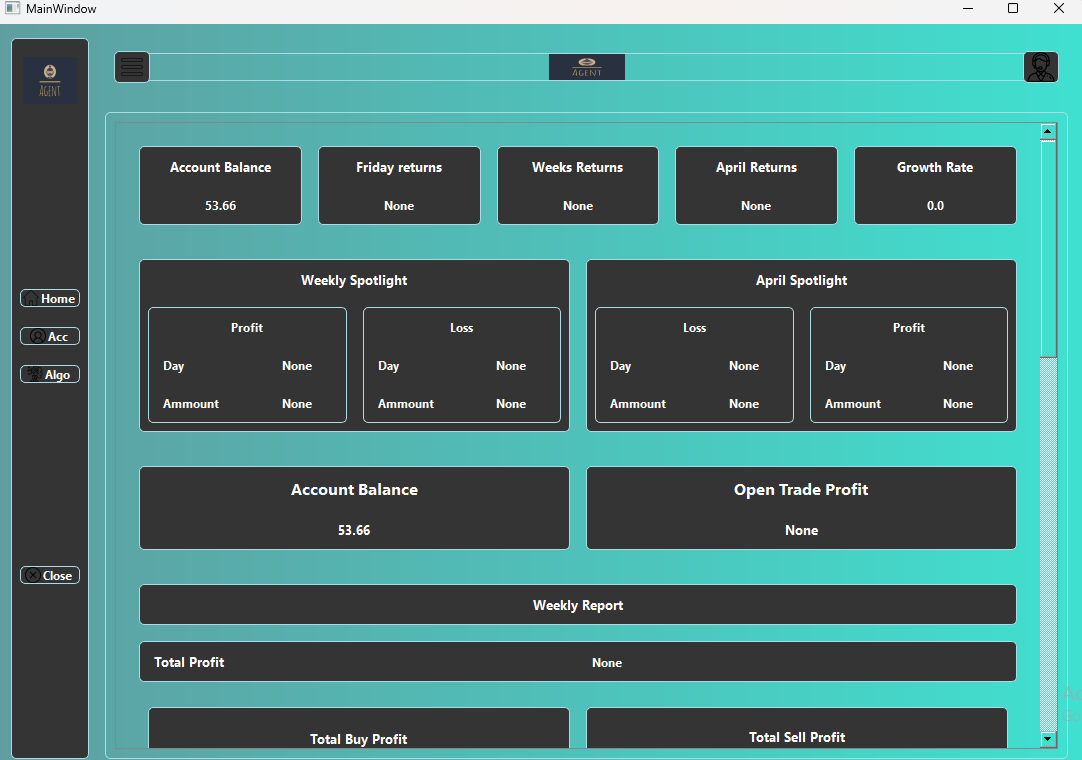 MainWindow
AGENT
AGENT
Account Balance
53.66
Friday returns
None
Weeks Returns
None
April Returns
None
Growth Rate
0.0
Home
Acc
Algo
Close
Weekly Spotlight
Profit
Day None
Ammount None
Loss
Day None
Ammount None
April Spotlight
Loss
Day None
Ammount None
Profit
Day None
Ammount None
Account Balance
53.66
Open Trade Profit
None
Weekly Report
Total Profit None
Total Buy Profit
Total Sell Profit